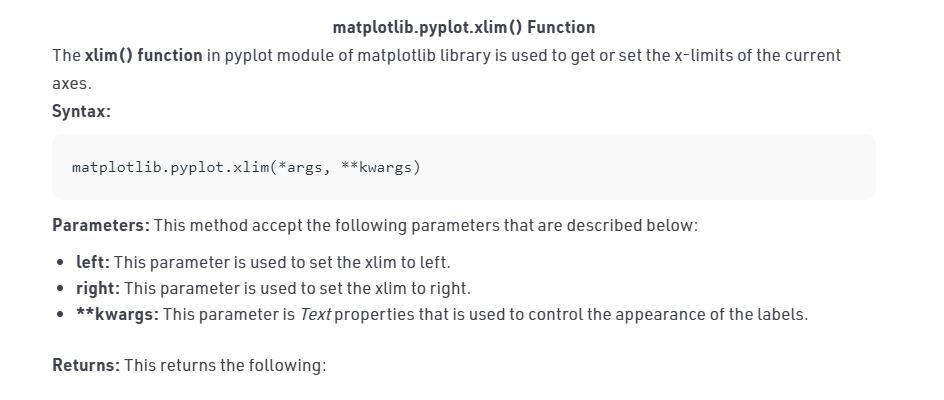 matplotlib.pyplot.xlim() Function
The xlim() function in pyplot module of matplotlib library is used to get or set the x-limits of the current
axes.
Syntax:
matplotlib.pyplot.xlim(*args, **kwargs)
Parameters: This method accept the following parameters that are described below:
• left: This parameter is used to set the xlim to left.
• right: This parameter is used to set the xlim to right.
• **kwargs: This parameter is Text properties that is used to control the appearance of the labels.
Returns: This returns the following: